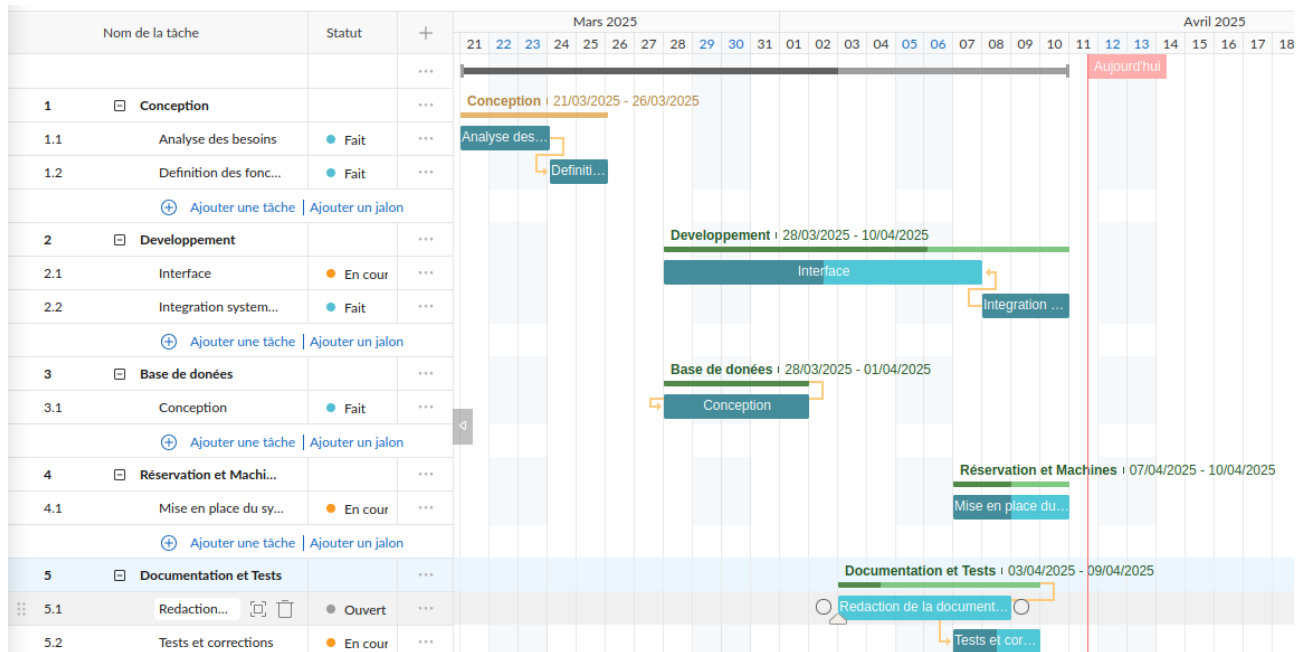 Mars 2025 Avril 2025
Nom de la tâche Statut +
21 22 23 24 25 26 27 28 29 30 31 01 02 03 04 05 06 07 08 09 10 11 12 13 14 15 16 17 18
Aujourd'hui
1 Conception Conception 21/03/2025 - 26/03/2025
1.1 Analyse des besoins Fait Analyse des...
1.2 Definition des fonc... Fait Definiti...
Ajouter une tâche | Ajouter un jalon
2 Developpement Developpement 28/03/2025 - 10/04/2025
2.1 Interface En cour Interface
2.2 Integration system... Fait Integration ...
Ajouter une tâche | Ajouter un jalon
3 Base de donées Base de donées 28/03/2025 - 01/04/2025
3.1 Conception Fait Conception
Ajouter une tâche | Ajouter un jalon
4 Réservation et Machi... Réservation et Machines 07/04/2025 - 10/04/2025
4.1 Mise en place du sy... En cour Mise en place du...
Ajouter une tâche | Ajouter un jalon
5 Documentation et Tests Documentation et Tests 03/04/2025 - 09/04/2025
5.1 Redaction... Ouvert Redaction de la document...
5.2 Tests et corrections En cour Tests et cor...